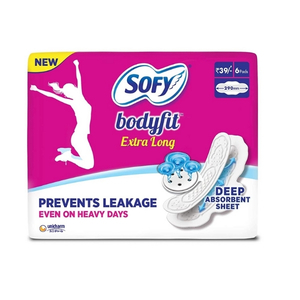 NEW
SOFY
₹39/- 6 Pads
290mm
bodyfit
Extra Long
PREVENTS LEAKAGE
EVEN ON HEAVY DAYS
DEEP
ABSORBENT
SHEET
unicharm